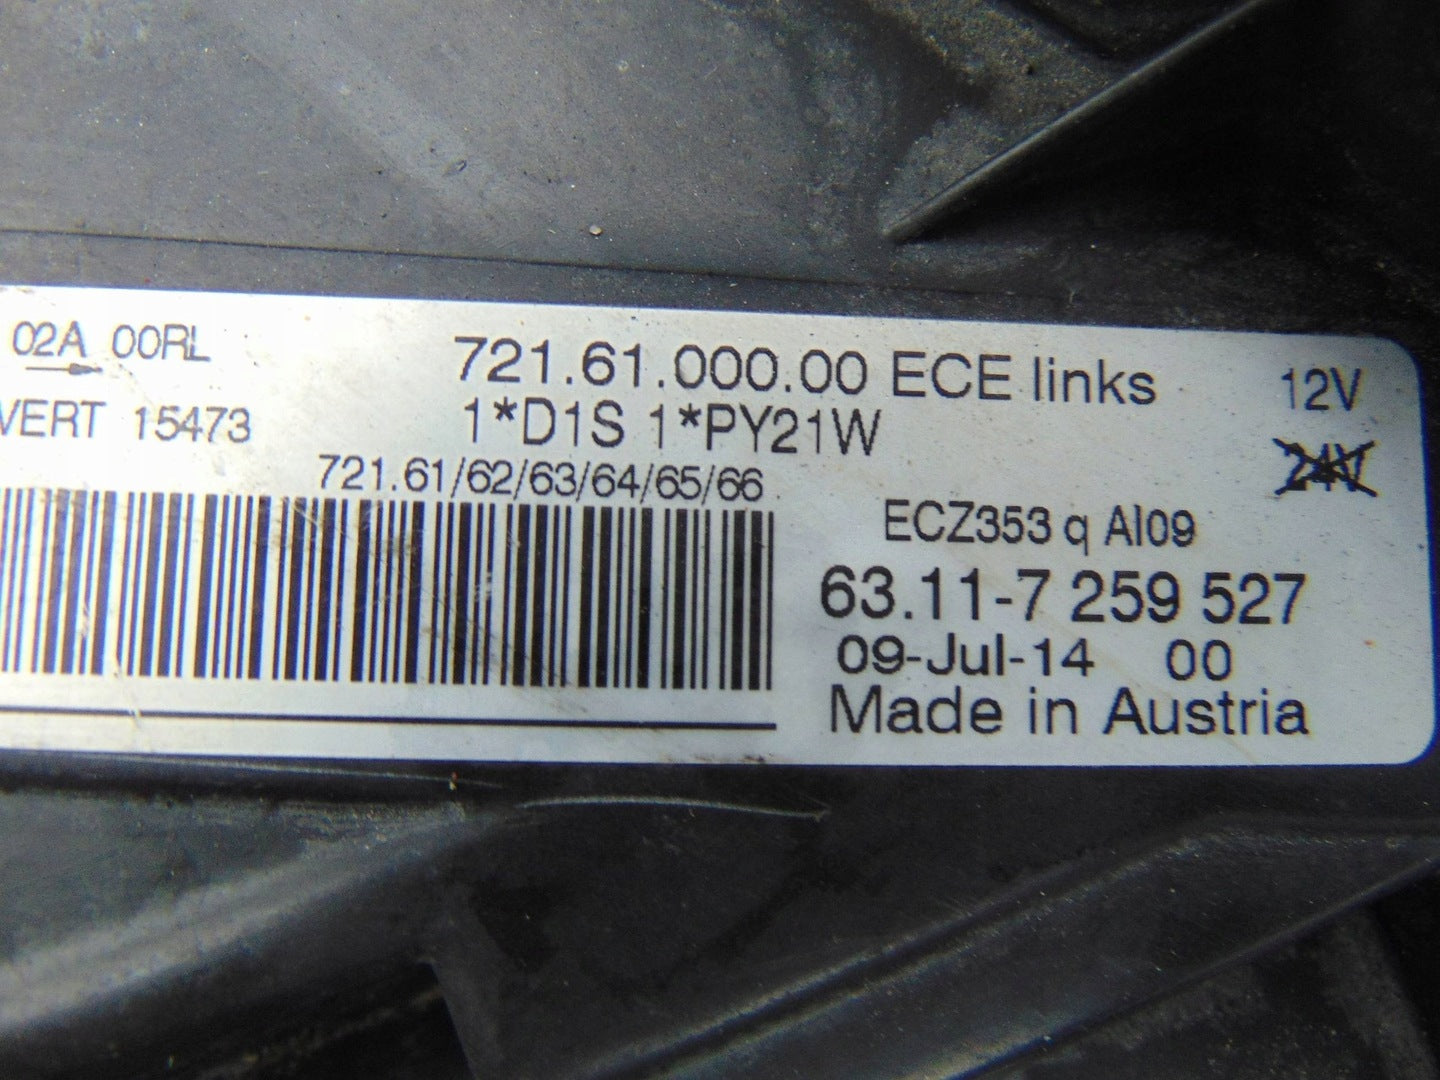 02A 00RL
VERT 15473
721.61.000.00 ECE links
1*D1S 1*PY21W
721.61/62/63/64/65/66
12V
24V
ECZ353 q AI09
63.11-7 259 527
09-Jul-14 00
Made in Austria